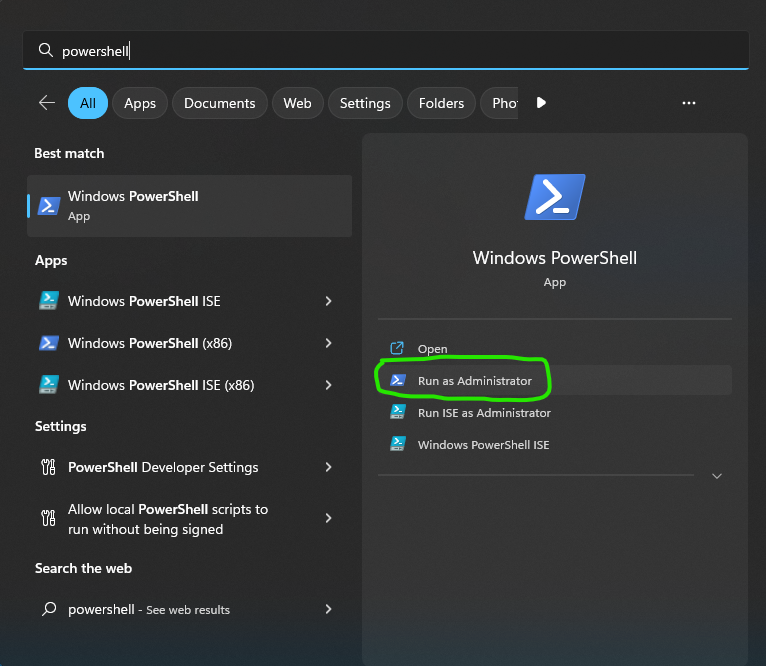 powershell
All Apps Documents Web Settings Folders Pho
Best match
Windows PowerShell
App
Apps
Windows PowerShell ISE
Windows PowerShell (x86)
Windows PowerShell ISE (x86)
Settings
PowerShell Developer Settings
Allow local PowerShell scripts to
run without being signed
Search the web
powershell - See web results
Windows PowerShell
App
Open
Run as Administrator
Run ISE as Administrator
Windows PowerShell ISE